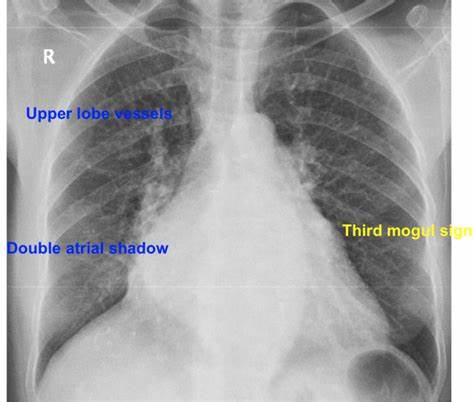 R
Upper lobe vessels
Double atrial shadow
Third mogul sign